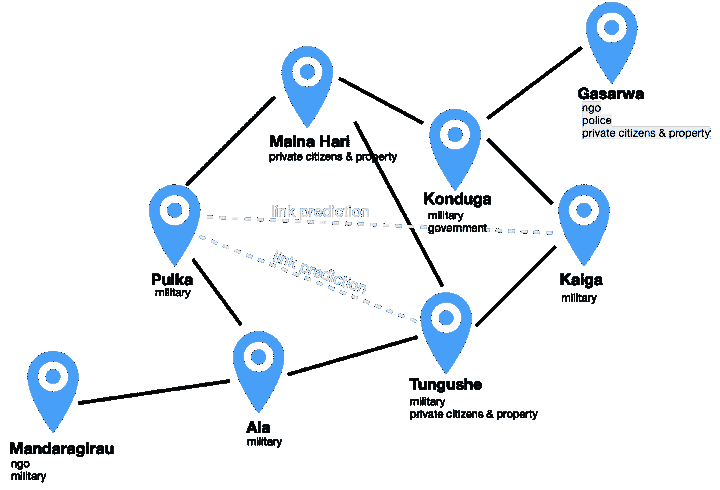 Gasarwa
ngo
police
private citizens & property
Maina Hari
private citizens & property
Konduga
military
government
link prediction
Pulka
military
link prediction
Kaiga
military
Tungushe
military
private citizens & property
Ala
military
Mandaragirau
ngo
military